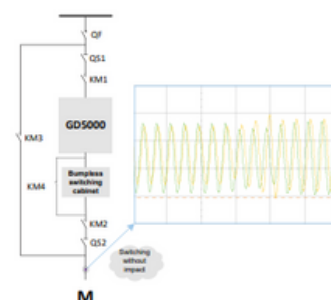 QF
QS1
KM1
GD5000
KM3
Bumpless
switching
cabinet
KM4
KM2
QS2
Switching
without
impact
M